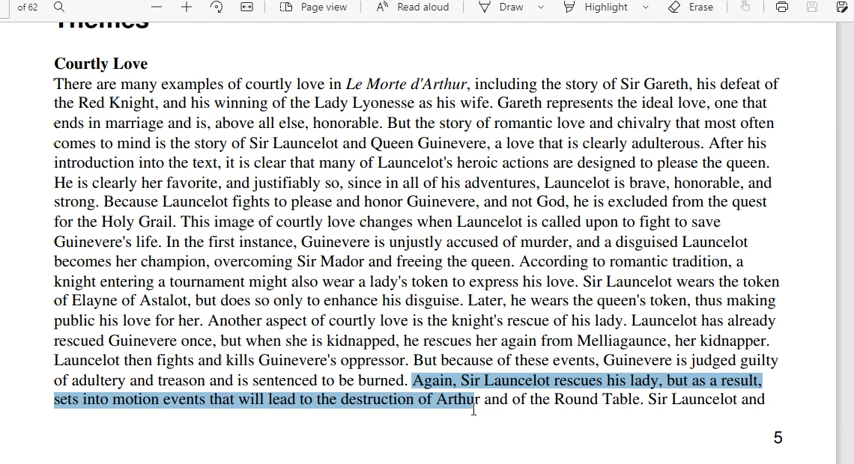 of 62
Page view
Read aloud
Draw
Highlight
Erase
Themes
Courtly Love
There are many examples of courtly love in Le Morte d'Arthur, including the story of Sir Gareth, his defeat of
the Red Knight, and his winning of the Lady Lyonesse as his wife. Gareth represents the ideal love, one that
ends in marriage and is, above all else, honorable. But the story of romantic love and chivalry that most often
comes to mind is the story of Sir Launcelot and Queen Guinevere, a love that is clearly adulterous. After his
introduction into the text, it is clear that many of Launcelot's heroic actions are designed to please the queen.
He is clearly her favorite, and justifiably so, since in all of his adventures, Launcelot is brave, honorable, and
strong. Because Launcelot fights to please and honor Guinevere, and not God, he is excluded from the quest
for the Holy Grail. This image of courtly love changes when Launcelot is called upon to fight to save
Guinevere's life. In the first instance, Guinevere is unjustly accused of murder, and a disguised Launcelot
becomes her champion, overcoming Sir Mador and freeing the queen. According to romantic tradition, a
knight entering a tournament might also wear a lady's token to express his love. Sir Launcelot wears the token
of Elayne of Astalot, but does so only to enhance his disguise. Later, he wears the queen's token, thus making
public his love for her. Another aspect of courtly love is the knight's rescue of his lady. Launcelot has already
rescued Guinevere once, but when she is kidnapped, he rescues her again from Melliagaunce, her kidnapper.
Launcelot then fights and kills Guinevere's oppressor. But because of these events, Guinevere is judged guilty
of adultery and treason and is sentenced to be burned. Again, Sir Launcelot rescues his lady, but as a result,
sets into motion events that will lead to the destruction of Arthur and of the Round Table. Sir Launcelot and
5